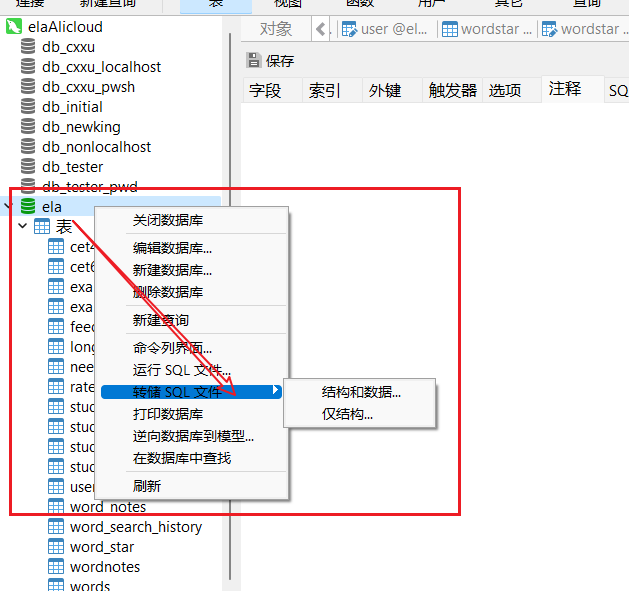 连接 新建查询 表 视图 函数 用户 其它 查询
elaAlicloud
对象 user @el... wordstar ... wordstar ...
db_cxxu
db_cxxu_localhost
保存
db_cxxu_pwsh
字段 索引 外键 触发器 选项 注释 SQ
db_initial
db_newking
db_nonlocalhost
db_tester
db_tester_pwd
ela
表
cet4
cet6
exa
exa
feed
long
nee
rate
stud
stud
stud
stud
user
word_notes
word_search_history
word_star
wordnotes
words
关闭数据库
编辑数据库...
新建数据库...
删除数据库
新建查询
命令列界面...
运行 SQL 文件...
转储 SQL 文件
打印数据库
逆向数据库到模型...
在数据库中查找
刷新
结构和数据...
仅结构...